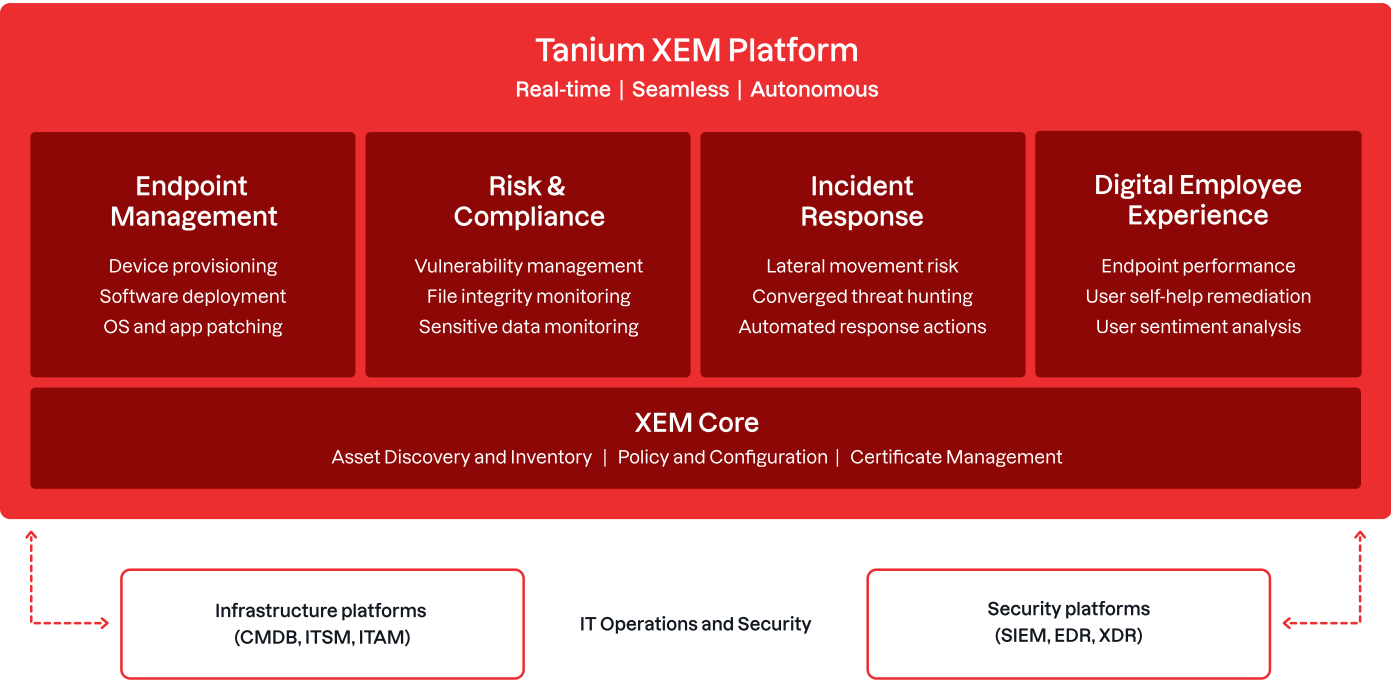 Tanium XEM Platform
Real-time | Seamless | Autonomous
Endpoint
Management
Device provisioning
Software deployment
OS and app patching
Risk &
Compliance
Vulnerability management
File integrity monitoring
Sensitive data monitoring
Incident
Response
Lateral movement risk
Converged threat hunting
Automated response actions
Digital Employee
Experience
Endpoint performance
User self-help remediation
User sentiment analysis
XEM Core
Asset Discovery and Inventory | Policy and Configuration | Certificate Management
Infrastructure platforms
(CMDB, ITSM, ITAM)
IT Operations and Security
Security platforms
(SIEM, EDR, XDR)